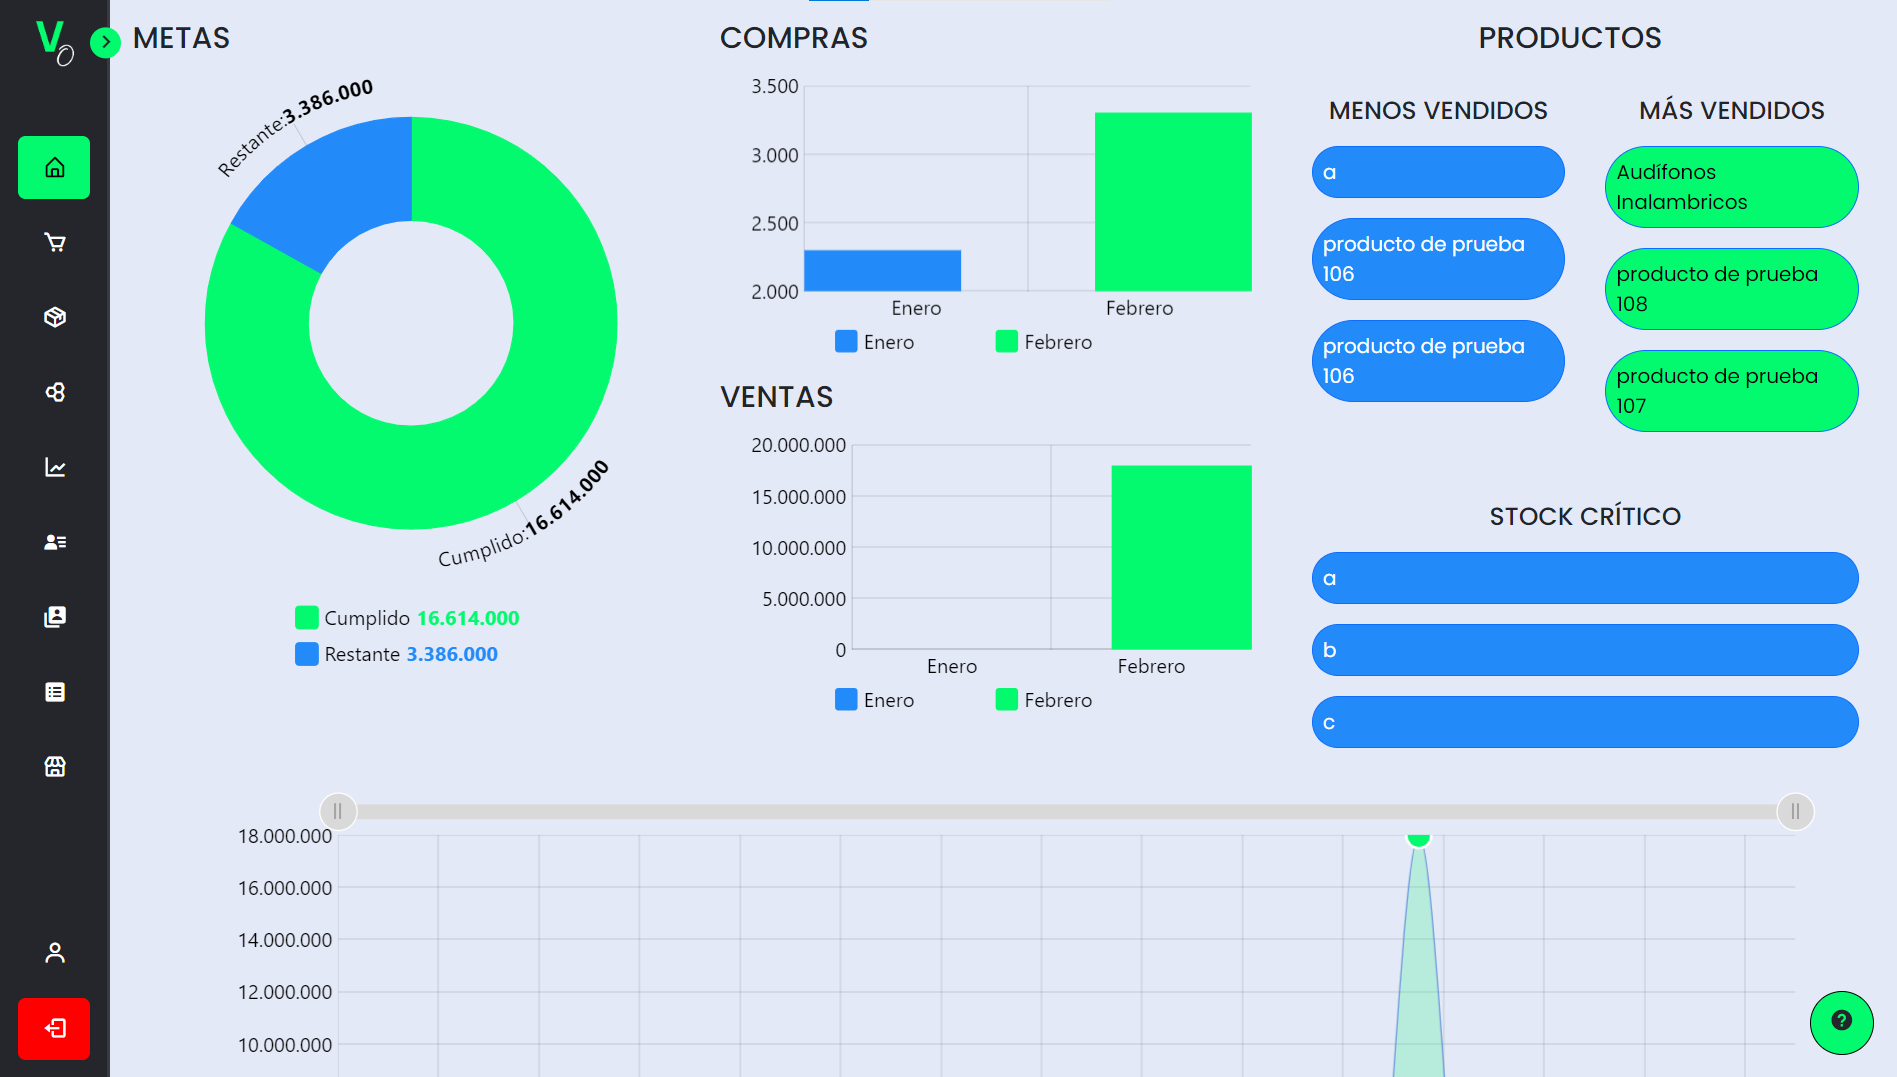 VO
METAS
Restante:3.386.000
Cumplido:16.614.000
Cumplido 16.614.000
Restante 3.386.000
COMPRAS
3.500
3.000
2.500
2.000
Enero
Febrero
Enero
Febrero
VENTAS
20.000.000
15.000.000
10.000.000
5.000.000
0
Enero
Febrero
Enero
Febrero
PRODUCTOS
MENOS VENDIDOS
a
producto de prueba
106
producto de prueba
106
MÁS VENDIDOS
Audífonos
Inalambricos
producto de prueba
108
producto de prueba
107
STOCK CRÍTICO
a
b
c
18.000.000
16.000.000
14.000.000
12.000.000
10.000.000
?